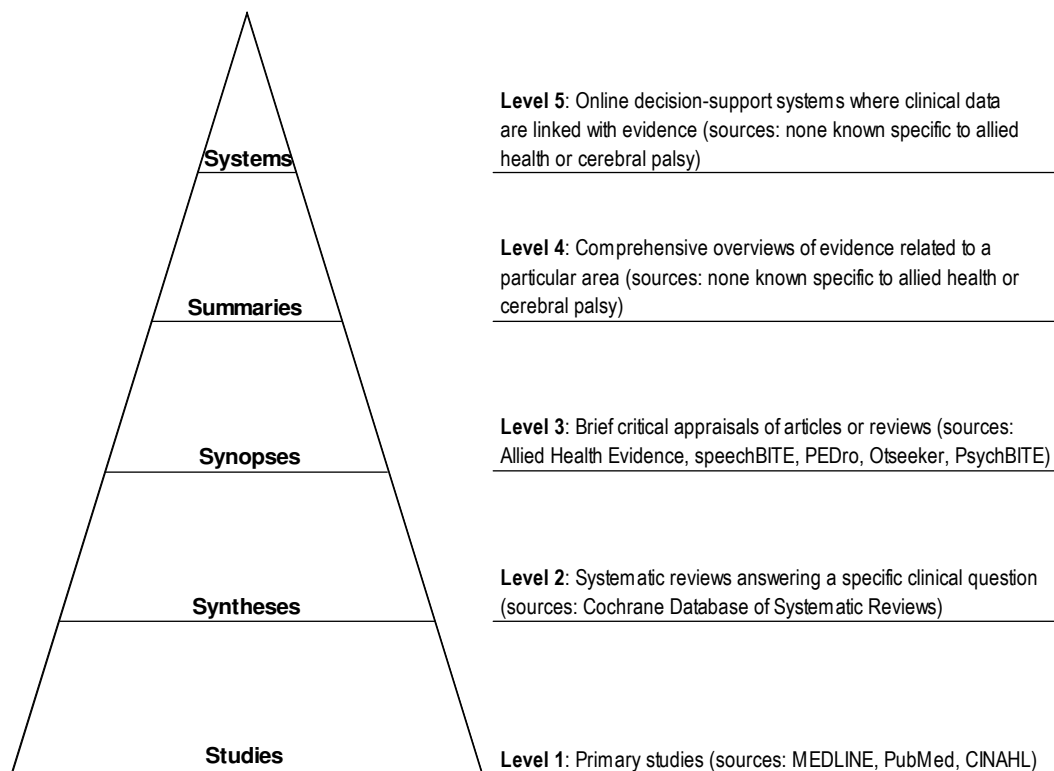 Level 5: Online decision-support systems where clinical data
are linked with evidence (sources: none known specific to allied
health or cerebral palsy)
Systems
Level 4: Comprehensive overviews of evidence related to a
particular area (sources: none known specific to allied health or
cerebral palsy)
Summaries
Level 3: Brief critical appraisals of articles or reviews (sources:
Allied Health Evidence, speechBITE, PEDro, Otseeker, PsychBITE)
Synopses
Level 2: Systematic reviews answering a specific clinical question
(sources: Cochrane Database of Systematic Reviews)
Syntheses
Studies
Level 1: Primary studies (sources: MEDLINE, PubMed, CINAHL)